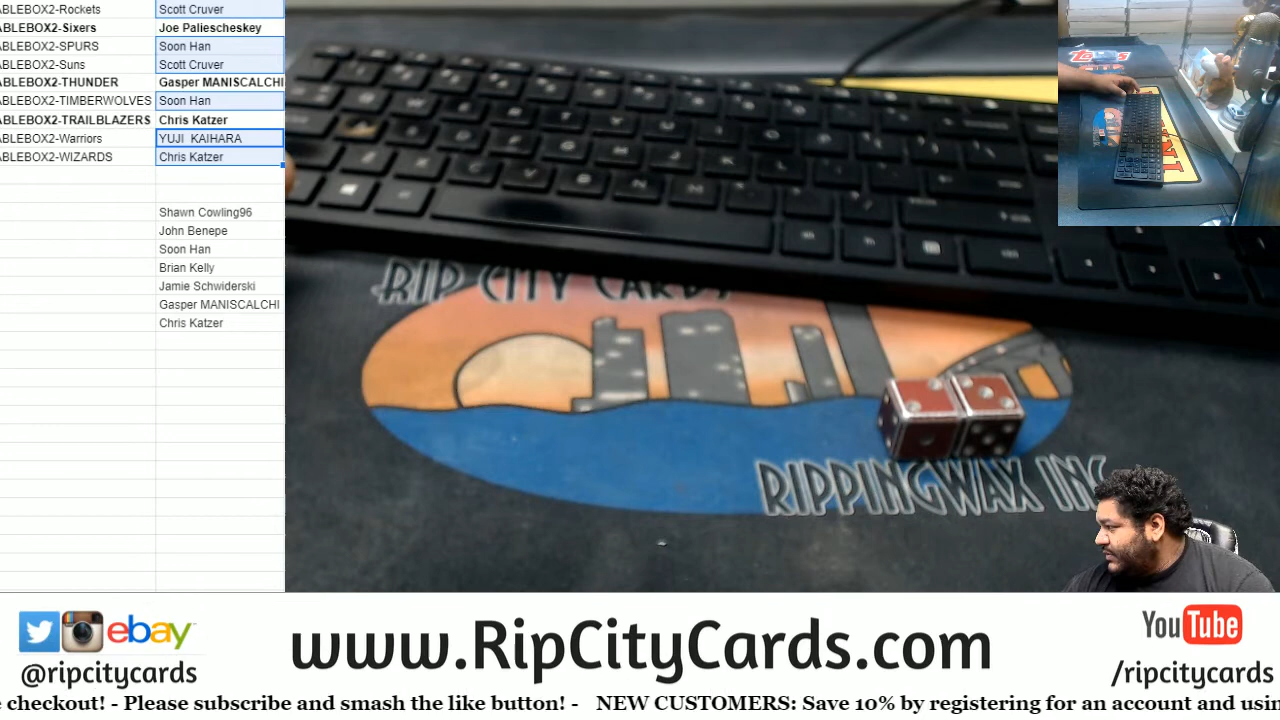 ABLEBOX2-Rockets Scott Cruver
ABLEBOX2-Sixers Joe Paliescheskey
ABLEBOX2-SPURS Soon Han
ABLEBOX2-Suns Scott Cruver
ABLEBOX2-THUNDER Gasper MANISCALCHI
ABLEBOX2-TIMBERWOLVES Soon Han
ABLEBOX2-TRAILBLAZERS Chris Katzer
ABLEBOX2-Warriors YUJI KAIHARA
ABLEBOX2-WIZARDS Chris Katzer
Shawn Cowling96
John Benepe
Soon Han
Brian Kelly
Jamie Schwiderski
Gasper MANISCALCHI
Chris Katzer
RIP CITY CARDS
RIPPINGWAX INC
ebay
@ripcitycards
www.RipCityCards.com
YouTube
/ripcitycards
e checkout! - Please subscribe and smash the like button! - NEW CUSTOMERS: Save 10% by registering for an account and usin